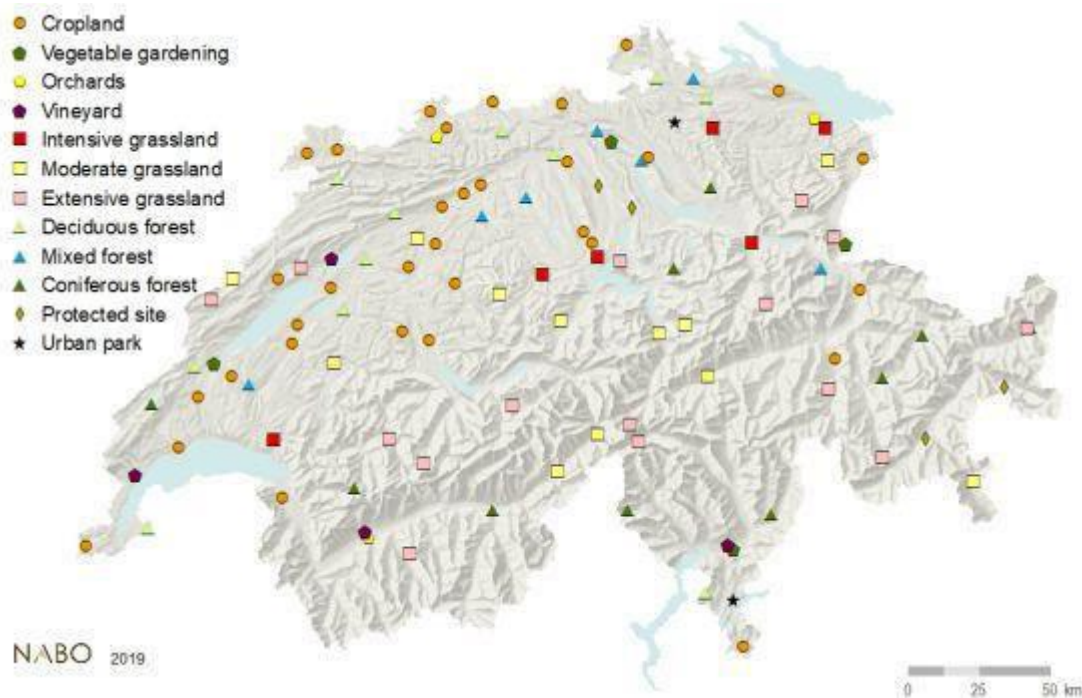 Cropland
Vegetable gardening
Orchards
Vineyard
Intensive grassland
Moderate grassland
Extensive grassland
Deciduous forest
Mixed forest
Coniferous forest
Protected site
Urban park
NABO 2019
0 25 50 km